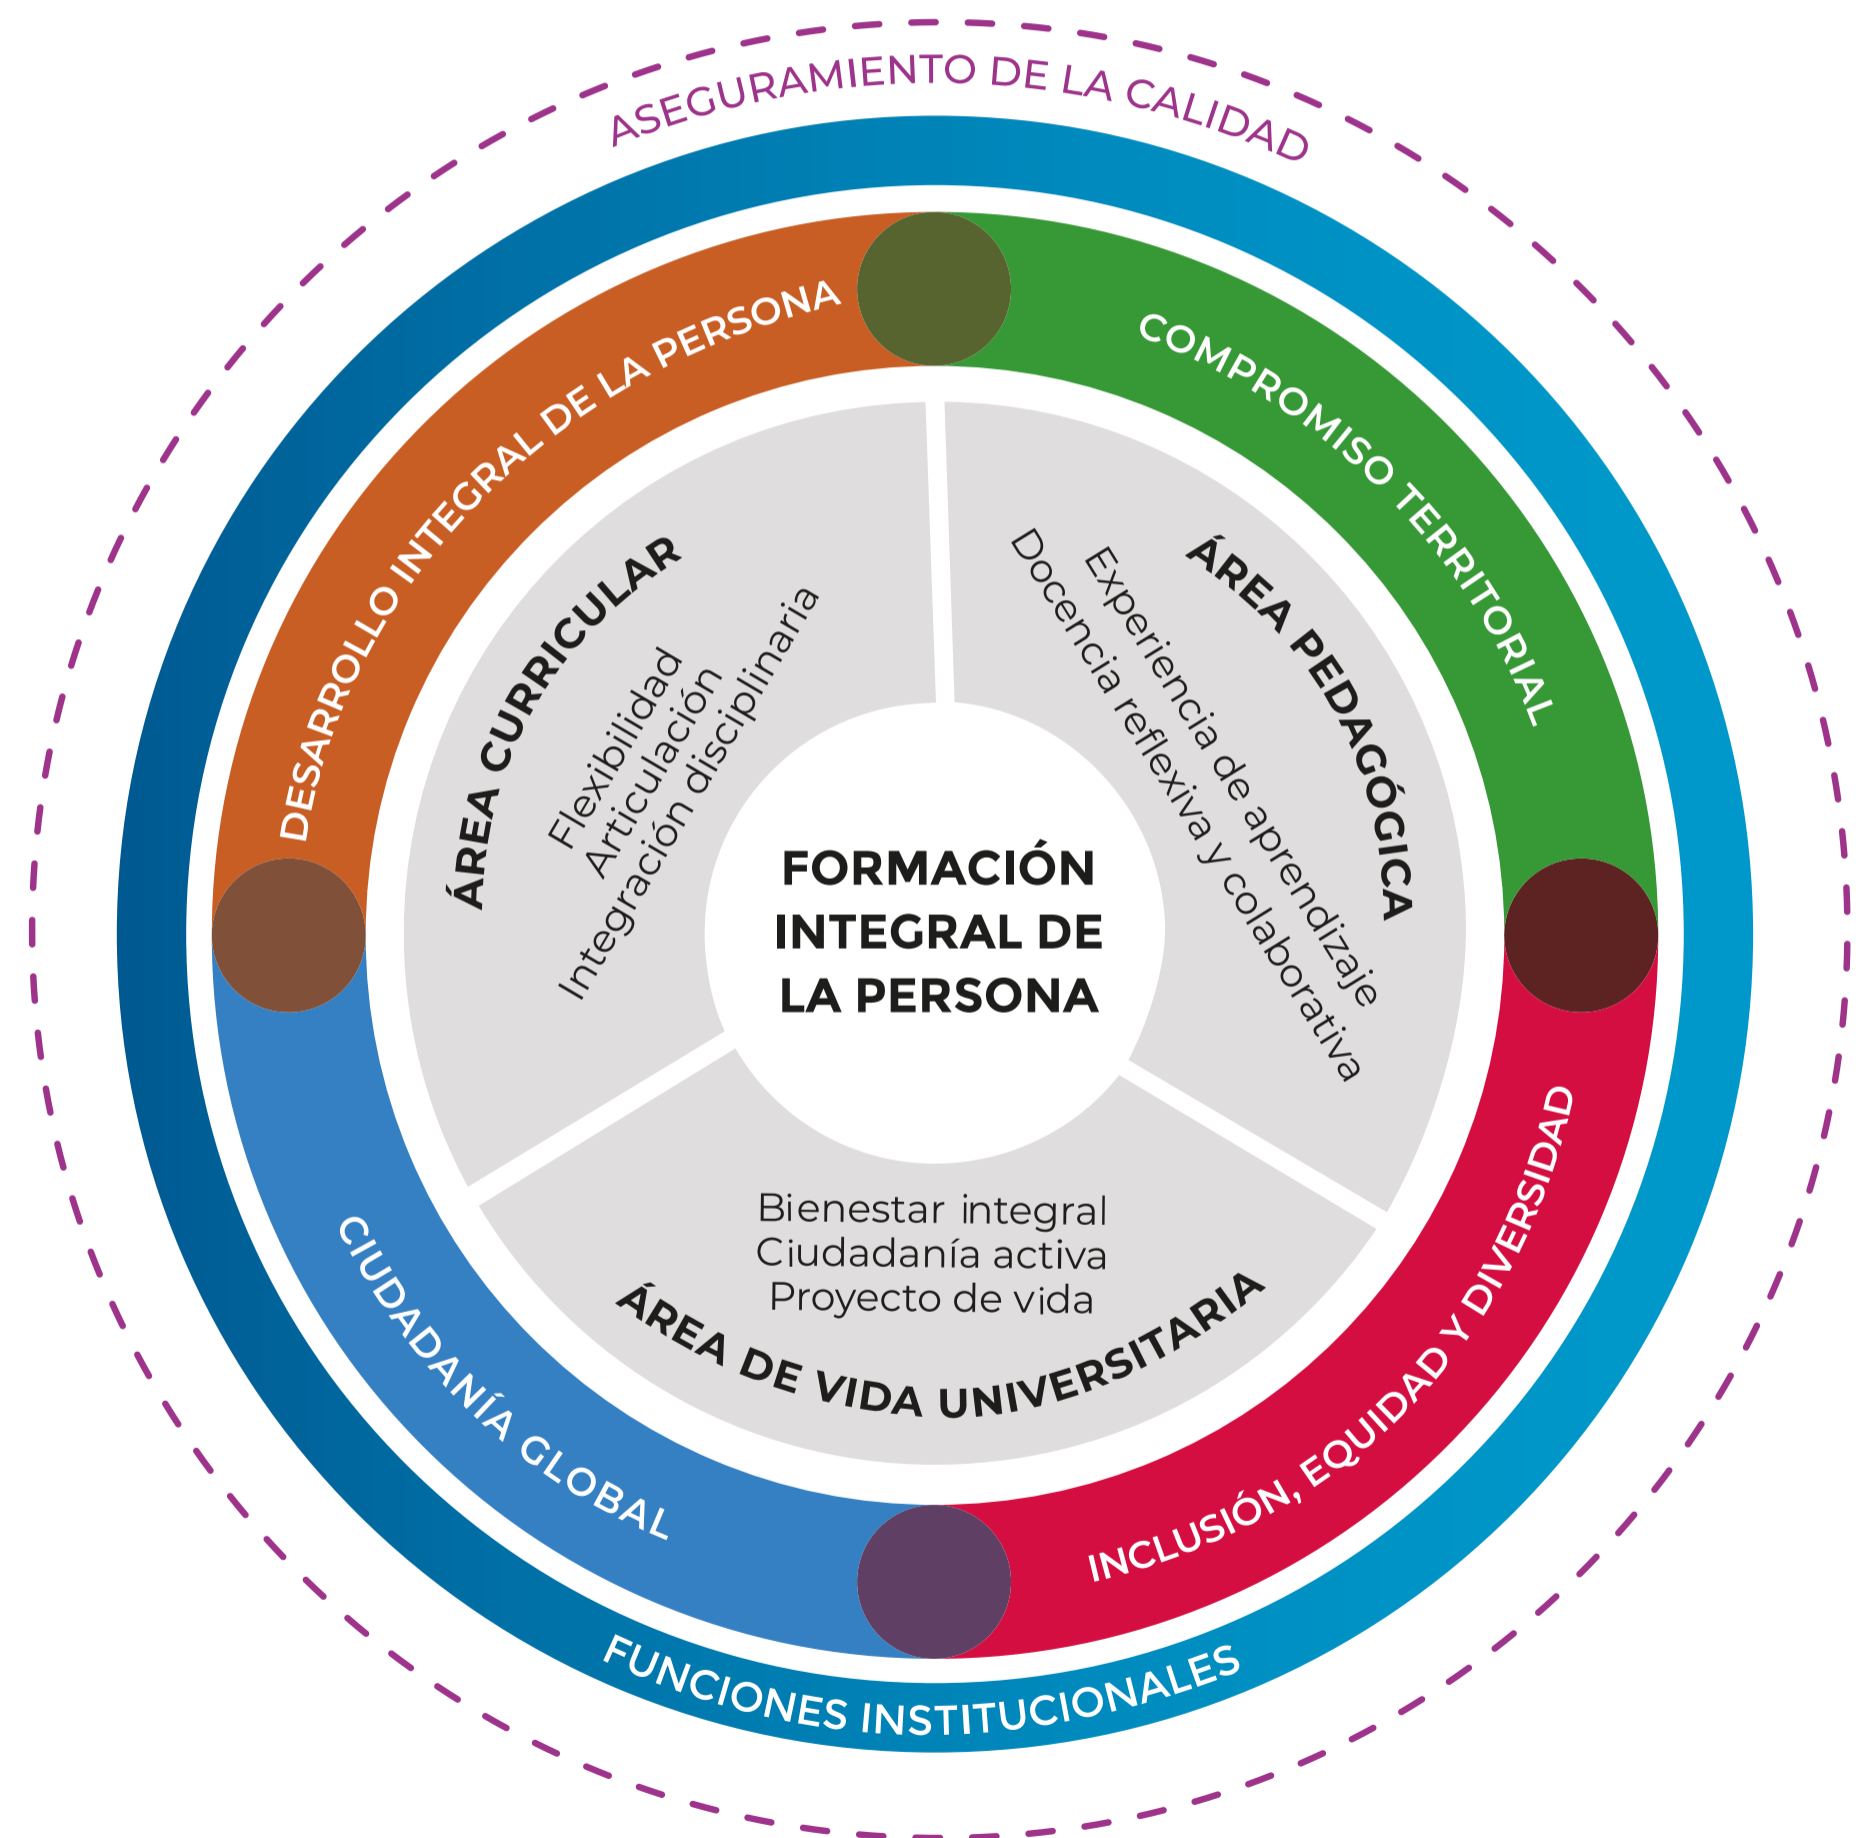 ASEGURAMIENTO DE LA CALIDAD
DESARROLLO INTEGRAL DE LA PERSONA
COMPROMISO TERRITORIAL
ÁREA CURRICULAR
Flexibilidad
Articulación
Integración disciplinaria
ÁREA PEDAGÓGICA
Experiencia de aprendizaje
Docencia reflexiva y colaborativa
FORMACIÓN
INTEGRAL DE
LA PERSONA
Bienestar integral
Ciudadanía activa
Proyecto de vida
ÁREA DE VIDA UNIVERSITARIA
CIUDADANÍA GLOBAL
INCLUSIÓN, EQUIDAD Y DIVERSIDAD
FUNCIONES INSTITUCIONALES